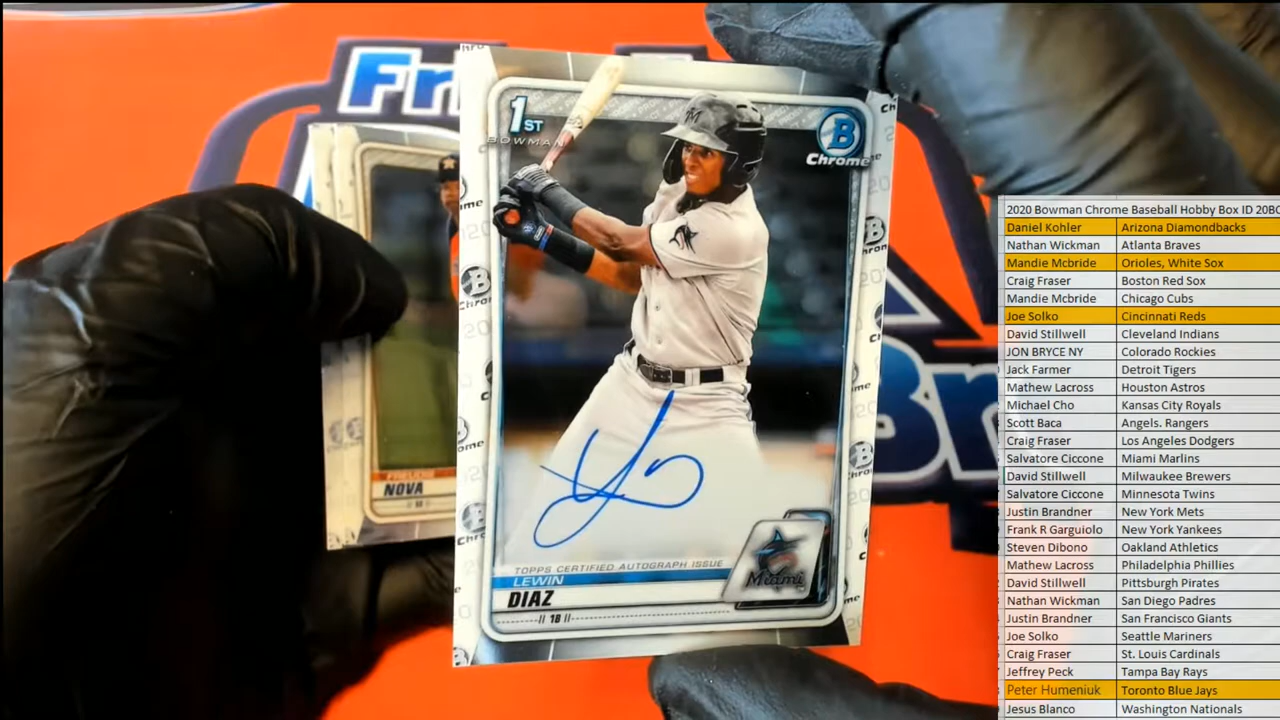 Fr
1ST
BOWMAN
B
Chrome
M
TOPPS CERTIFIED AUTOGRAPH ISSUE
LEWIN
DIAZ
18
Miami
NOVA
Br
2020 Bowman Chrome Baseball Hobby Box ID 20BC
Daniel Kohler Arizona Diamondbacks
Nathan Wickman Atlanta Braves
Mandie Mcbride Orioles, White Sox
Craig Fraser Boston Red Sox
Mandie Mcbride Chicago Cubs
Joe Solko Cincinnati Reds
David Stillwell Cleveland Indians
JON BRYCE NY Colorado Rockies
Jack Farmer Detroit Tigers
Mathew Lacross Houston Astros
Michael Cho Kansas City Royals
Scott Baca Angels. Rangers
Craig Fraser Los Angeles Dodgers
Salvatore Ciccone Miami Marlins
David Stillwell Milwaukee Brewers
Salvatore Ciccone Minnesota Twins
Justin Brandner New York Mets
Frank R Garguiolo New York Yankees
Steven Dibono Oakland Athletics
Mathew Lacross Philadelphia Phillies
David Stillwell Pittsburgh Pirates
Nathan Wickman San Diego Padres
Justin Brandner San Francisco Giants
Joe Solko Seattle Mariners
Craig Fraser St. Louis Cardinals
Jeffrey Peck Tampa Bay Rays
Peter Humeniuk Toronto Blue Jays
Jesus Blanco Washington Nationals